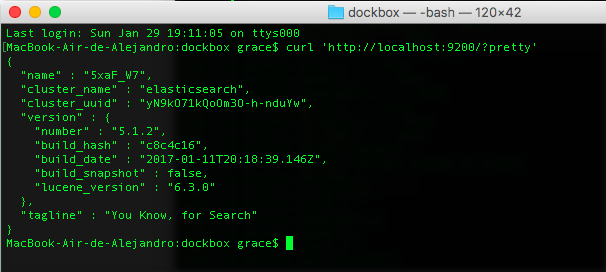 dockbox — -bash — 120×42
Last login: Sun Jan 29 19:11:05 on ttys000
[MacBook-Air-de-Alejandro:dockbox grace$ curl 'http://localhost:9200/?pretty'
{
  "name" : "5xaF_W7",
  "cluster_name" : "elasticsearch",
  "cluster_uuid" : "yN9kO71kQoOm3O-h-nduYw",
  "version" : {
    "number" : "5.1.2",
    "build_hash" : "c8c4c16",
    "build_date" : "2017-01-11T20:18:39.146Z",
    "build_snapshot" : false,
    "lucene_version" : "6.3.0"
  },
  "tagline" : "You Know, for Search"
}
MacBook-Air-de-Alejandro:dockbox grace$